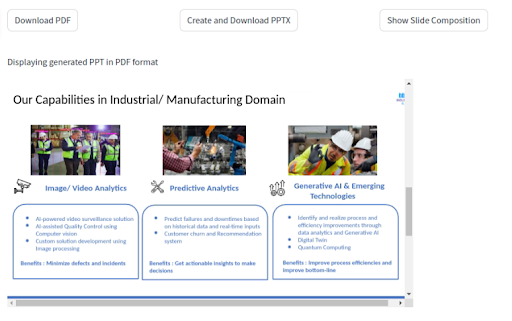 Download PDF
Create and Download PPTX
Show Slide Composition
Displaying generated PPT in PDF format
Our Capabilities in Industrial/ Manufacturing Domain
Image/ Video Analytics
AI-powered video surveillance solution
AI-assisted Quality Control using
Computer vision
Custom solution development using
Image processing
Benefits : Minimize defects and incidents
Predictive Analytics
Predict failures and downtimes based
on historical data and real-time inputs
Customer churn and Recommendation
system
Benefits : Get actionable insights to make
decisions
Generative AI & Emerging
Technologies
Identify and realize process and
efficiency improvements through
data analytics and Generative AI
Digital Twin
Quantum Computing
Benefits : Improve process efficiencies and
improve bottom-line